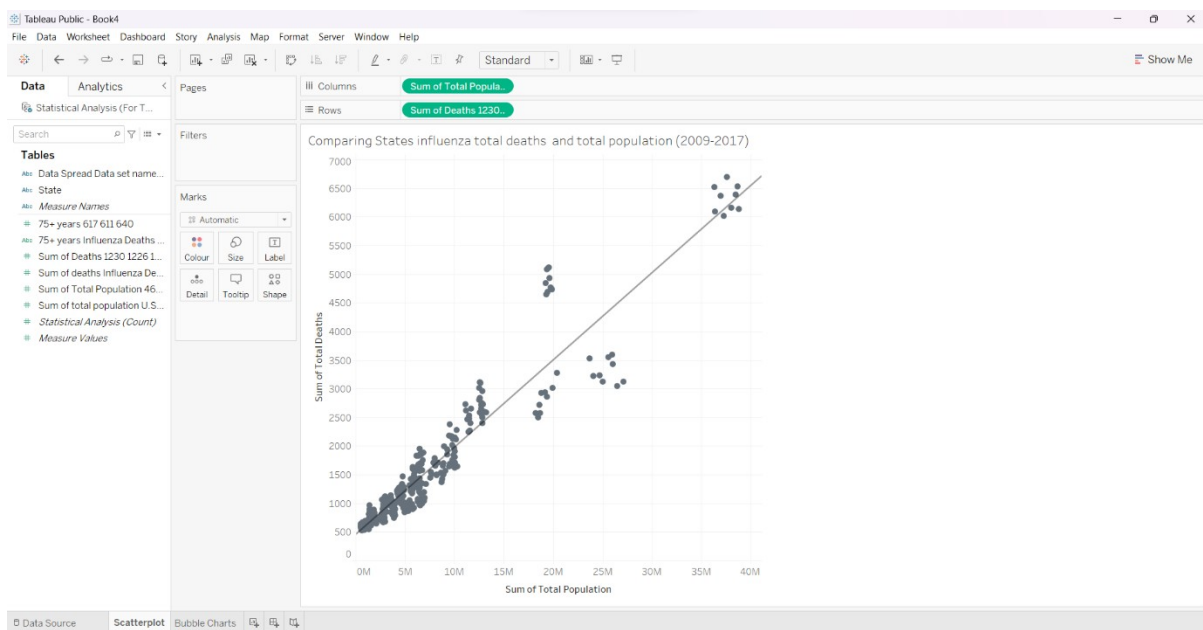 Tableau Public - Book4
File Data Worksheet Dashboard Story Analysis Map Format Server Window Help
Standard
Show Me
Data Analytics
Pages
Columns
Sum of Total Popula..
Statistical Analysis (For T...
Rows
Sum of Deaths 1230..
Search
Filters
Comparing States influenza total deaths and total population (2009-2017)
Tables
Abc Data Spread Data set name...
Abc State
Abc Measure Names
# 75+ years 617 611 640
Abc 75+ years Influenza Deaths ...
# Sum of Deaths 1230 1226 1...
# Sum of deaths Influenza De...
# Sum of Total Population 46...
# Sum of total population U.S...
# Statistical Analysis (Count)
# Measure Values
Marks
Automatic
Colour Size Label
Detail Tooltip Shape
Sum of Total Deaths
7000
6500
6000
5500
5000
4500
4000
3500
3000
2500
2000
1500
1000
500
0
0M 5M 10M 15M 20M 25M 30M 35M 40M
Sum of Total Population
Data Source Scatterplot Bubble Charts